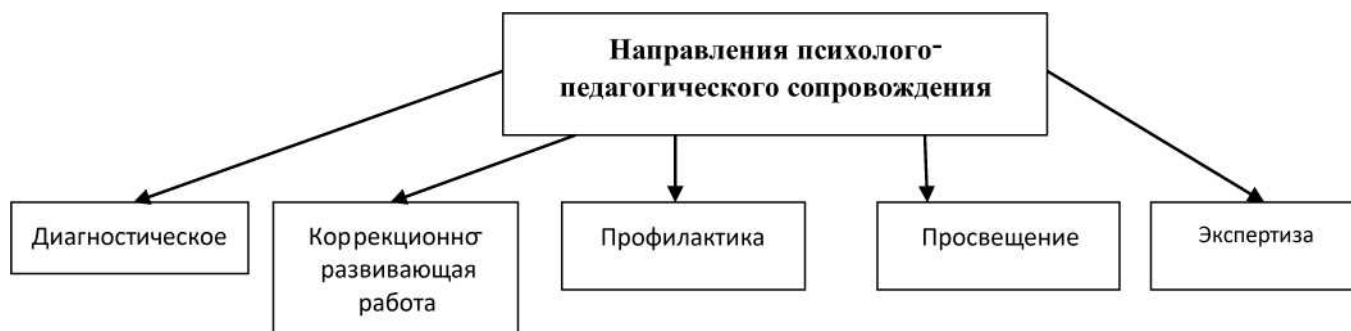 Направления психолого-
педагогического сопровождения
Диагностическое
Коррекционно-
развивающая
работа
Профилактика
Просвещение
Экспертиза